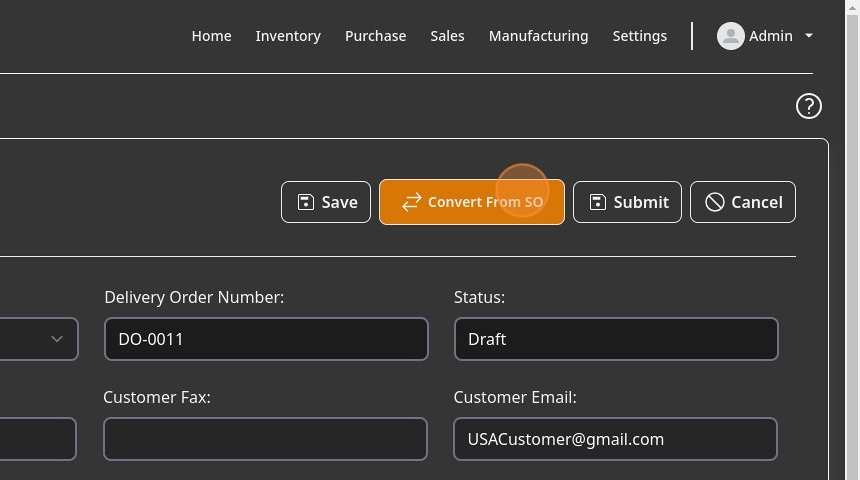 Home Inventory Purchase Sales Manufacturing Settings Admin
?
Save Convert From SO Submit Cancel
Delivery Order Number: Status:
DO-0011 Draft
Customer Fax: Customer Email:
USACustomer@gmail.com